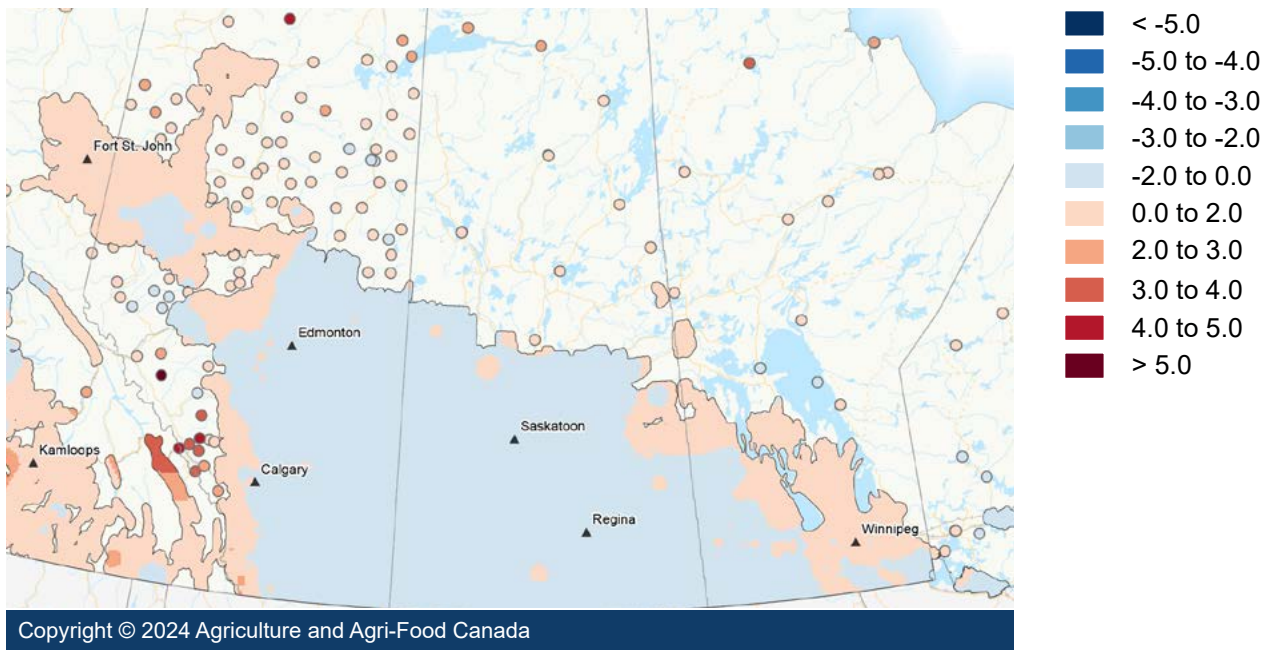 Fort St. John
Edmonton
Saskatoon
Kamloops
Calgary
Regina
Winnipeg
< -5.0
-5.0 to -4.0
-4.0 to -3.0
-3.0 to -2.0
-2.0 to 0.0
0.0 to 2.0
2.0 to 3.0
3.0 to 4.0
4.0 to 5.0
> 5.0
Copyright © 2024 Agriculture and Agri-Food Canada